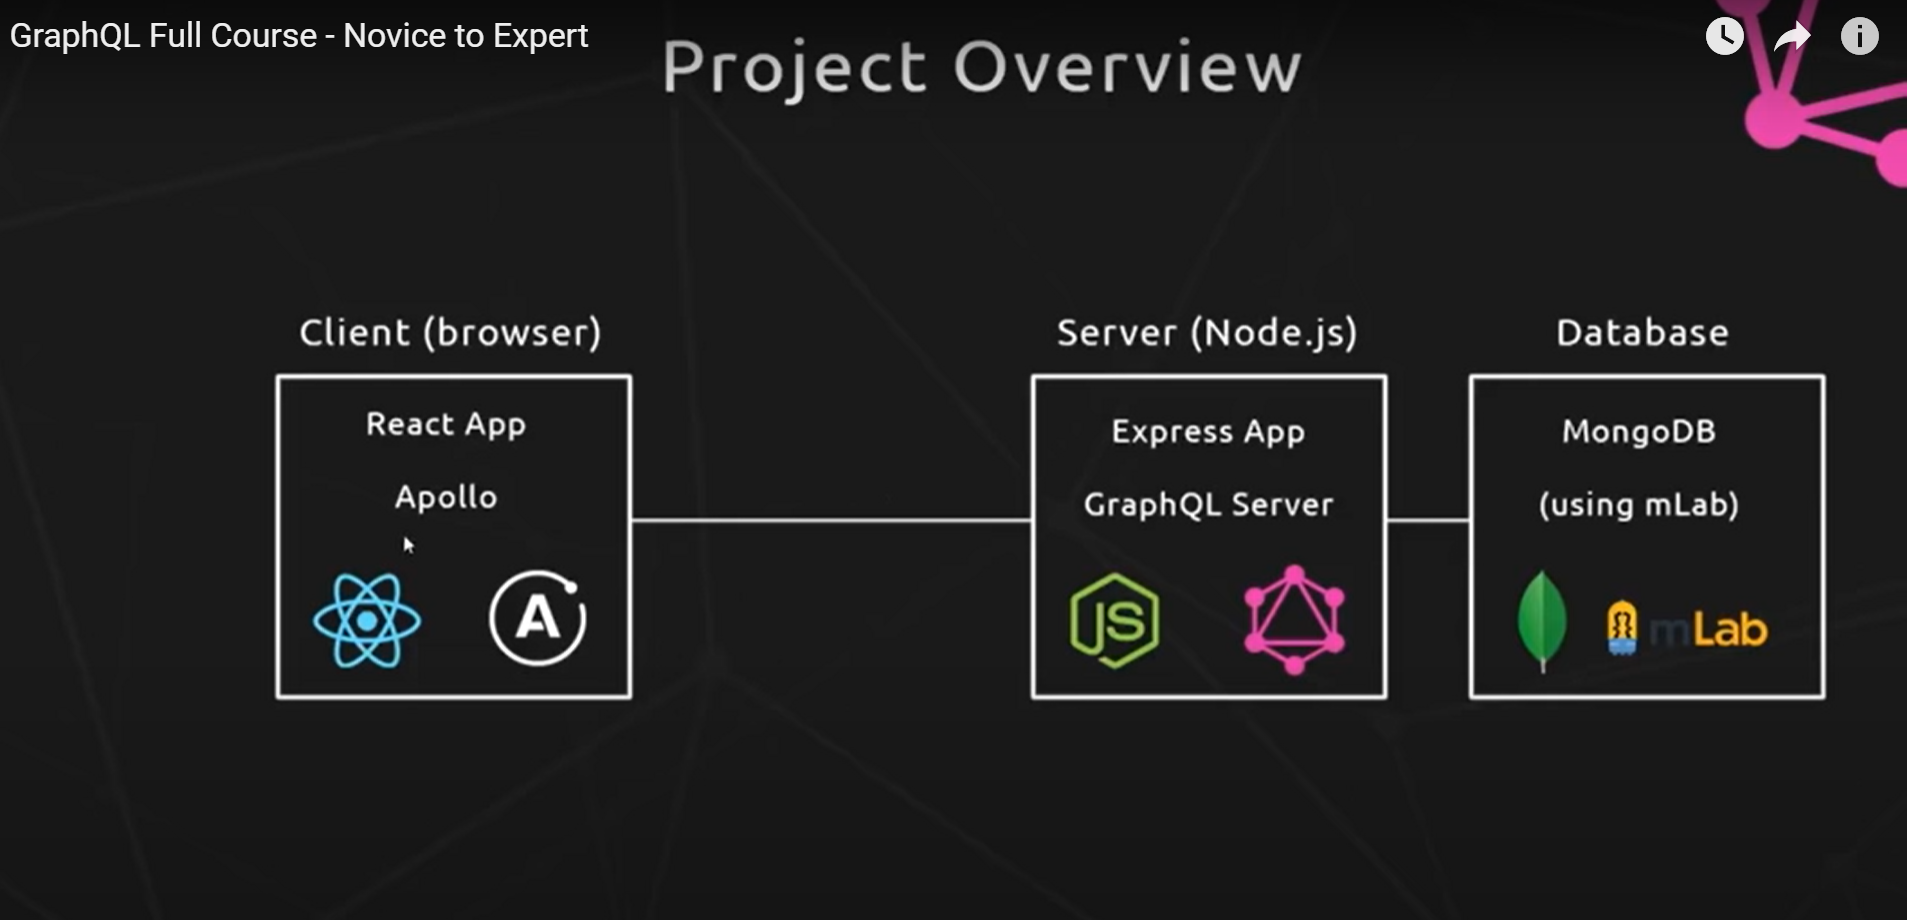 GraphQL Full Course - Novice to Expert
Project Overview
Client (browser)
React App
Apollo
A
Server (Node.js)
Express App
GraphQL Server
JS
Database
MongoDB
(using mLab)
mLab